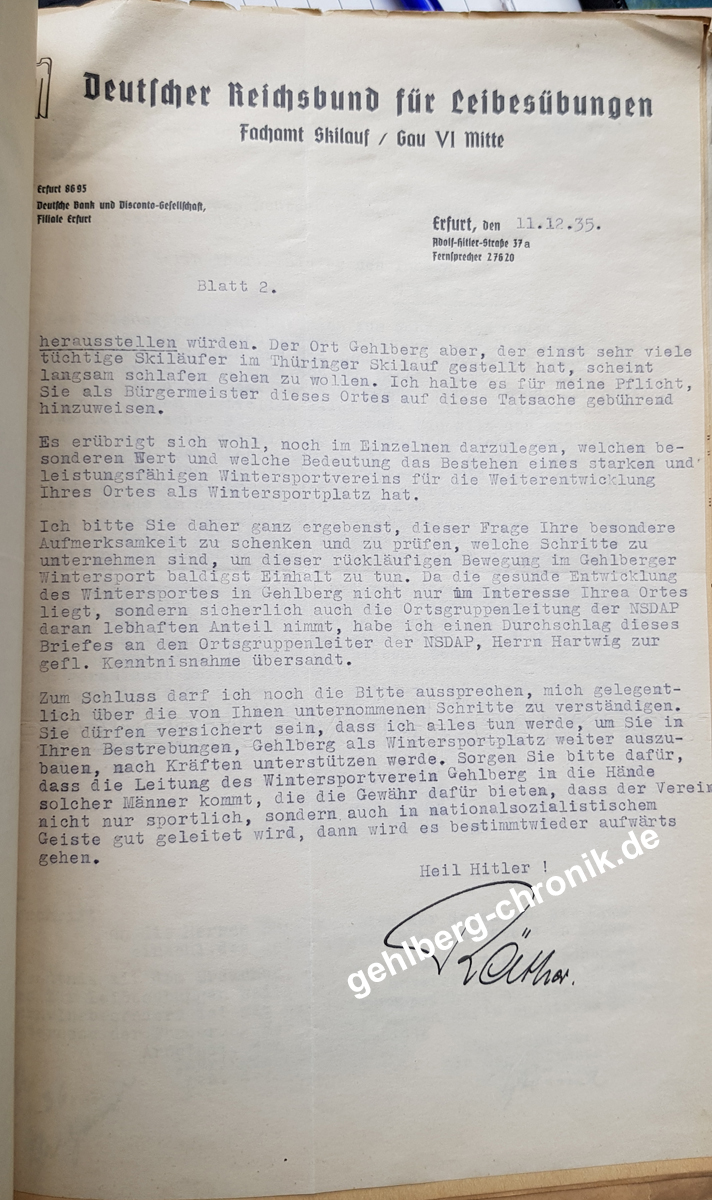 Deutscher Reichsbund für Leibesübungen
Fachamt Skilauf / Gau VI Mitte
Erfurt 8695
Deutsche Bank und Disconto-Gesellschaft,
Filiale Erfurt
Erfurt, den 11.12.35.
Adolf-Hitler-Straße 37a
Fernsprecher 27620
Blatt 2.
herausstellen würden. Der Ort Gehlberg aber, der einst sehr viele
tüchtige Skiläufer im Thüringer Skilauf gestellt hat, scheint
langsam schlafen gehen zu wollen. Ich halte es für meine Pflicht,
Sie als Bürgermeister dieses Ortes auf diese Tatsache gebührend
hinzuweisen.
Es erübrigt sich wohl, noch im Einzelnen darzulegen, welchen be-
sonderen Wert und welche Bedeutung das Bestehen eines starken und
leistungsfähigen Wintersportvereins für die Weiterentwicklung
Ihres Ortes als Wintersportplatz hat.
Ich bitte Sie daher ganz ergebenst, dieser Frage Ihre besondere
Aufmerksamkeit zu schenken und zu prüfen, welche Schritte zu
unternehmen sind, um dieser rückläufigen Bewegung im Gehlberger
Wintersport baldigst Einhalt zu tun. Da die gesunde Entwicklung
des Wintersportes in Gehlberg nicht nur im Interesse Ihrea Ortes
liegt, sondern sicherlich auch die Ortsgruppenleitung der NSDAP
daran lebhaften Anteil nimmt, habe ich einen Durchschlag dieses
Briefes an den Ortsgruppenleiter der NSDAP, Herrn Hartwig zur
gefl. Kenntnisnahme übersandt.
Zum Schluss darf ich noch die Bitte aussprechen, mich gelegent-
lich über die von Ihnen unternommenen Schritte zu verständigen.
Sie dürfen versichert sein, dass ich alles tun werde, um Sie in
Ihren Bestrebungen, Gehlberg als Wintersportplatz weiter auszu-
bauen, nach Kräften unterstützen werde. Sorgen Sie bitte dafür,
dass die Leitung des Wintersportverein Gehlberg in die Hände
solcher Männer kommt, die die Gewähr dafür bieten, dass der Verein
nicht nur sportlich, sondern auch in nationalsozialistischem
Geiste gut geleitet wird, dann wird es bestimmtwieder aufwärts
gehen.
Heil Hitler !
gehlberg-chronik.de